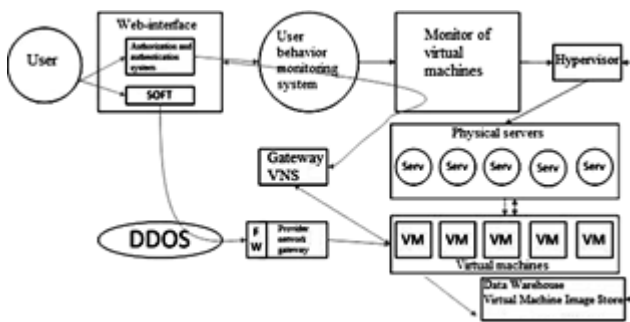 User
Web-interface
Authorization and
authentication
system
SOFT
User
behavior
monitoring
system
Monitor of
virtual
machines
Hypervisor
Physical servers
Serv Serv Serv Serv Serv
Gateway
VNS
DDOS
F
W
Provider
network
gateway
VM VM VM VM VM
Virtual machines
Data Warehouse
Virtual Machine Image Store